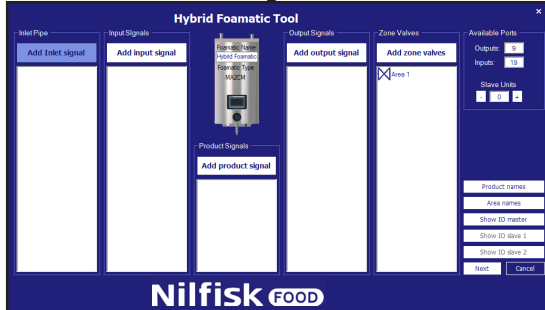 Hybrid Foamatic Tool
×
Inlet Pipe
Add Inlet signal
Input Signals
Add input signal
Foamatic Name
Hybrid Foamatic
Foamatic Type
MA2CM
Product Signals
Add product signal
Output Signals
Add output signal
Zone Valves
Add zone valves
Area 1
Available Ports
Outputs: 9
Inputs: 19
Slave Units
- 0 +
Product names
Area names
Show IO master
Show IO slave 1
Show IO slave 2
Next Cancel
Nilfisk FOOD